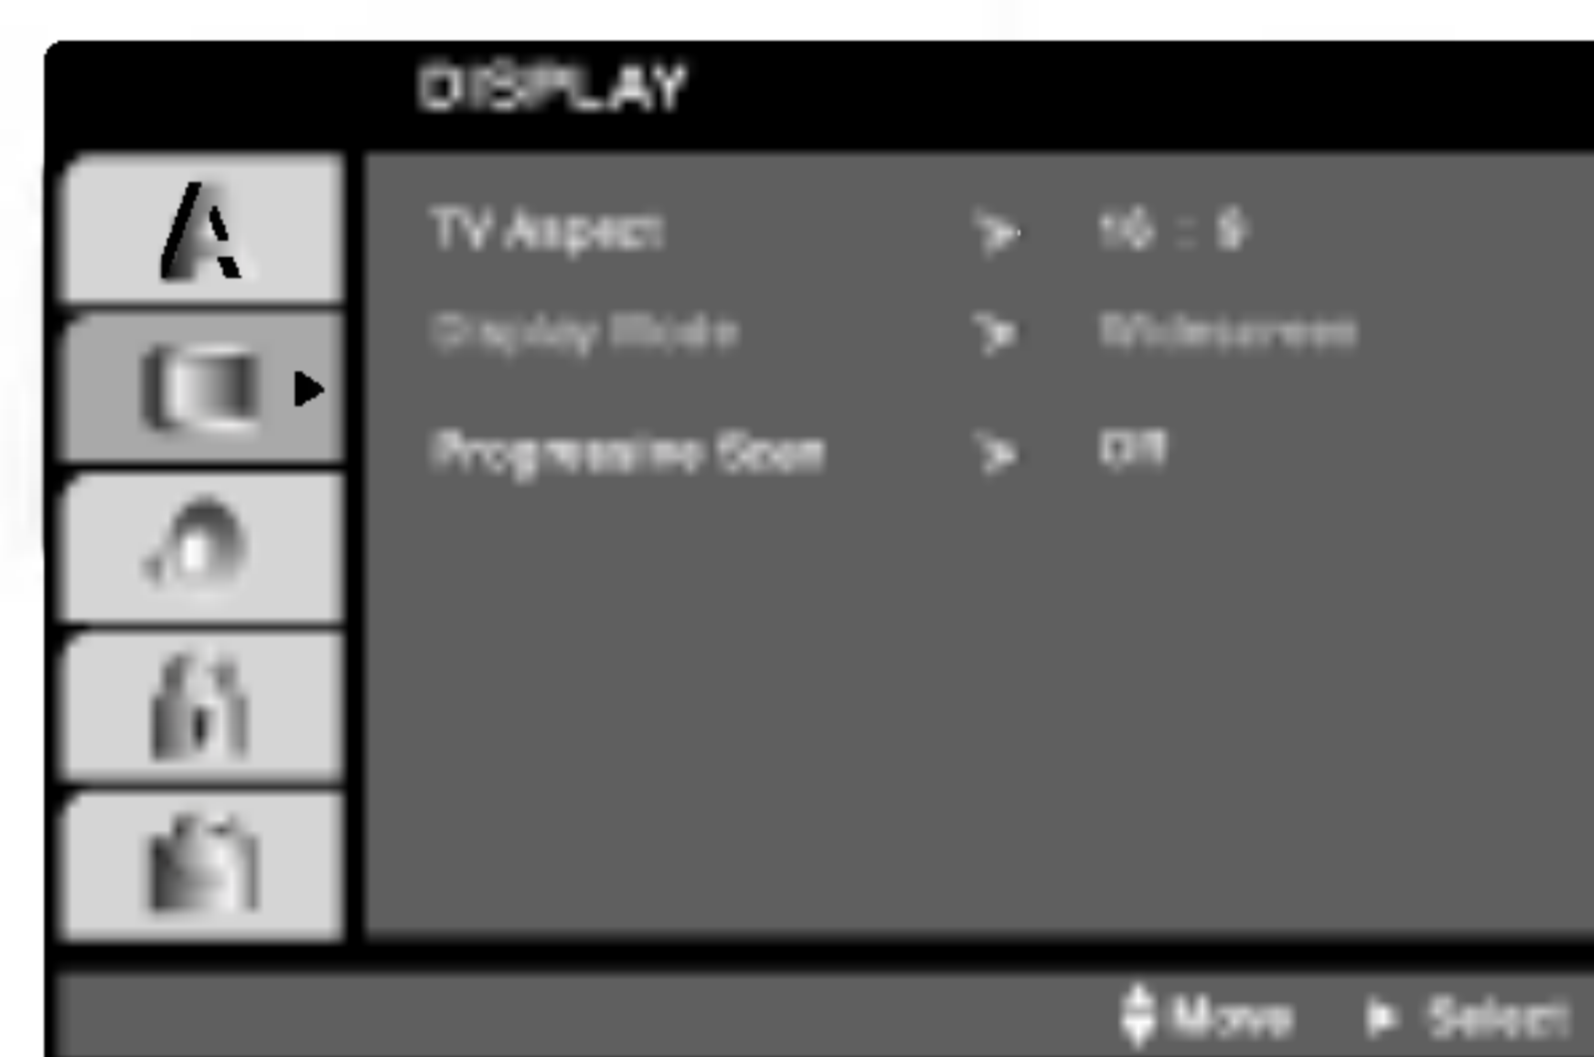 DISPLAY
TV Aspect 16 : 9
Display Mode Widescreen
Progressive Scan Off
Move Select